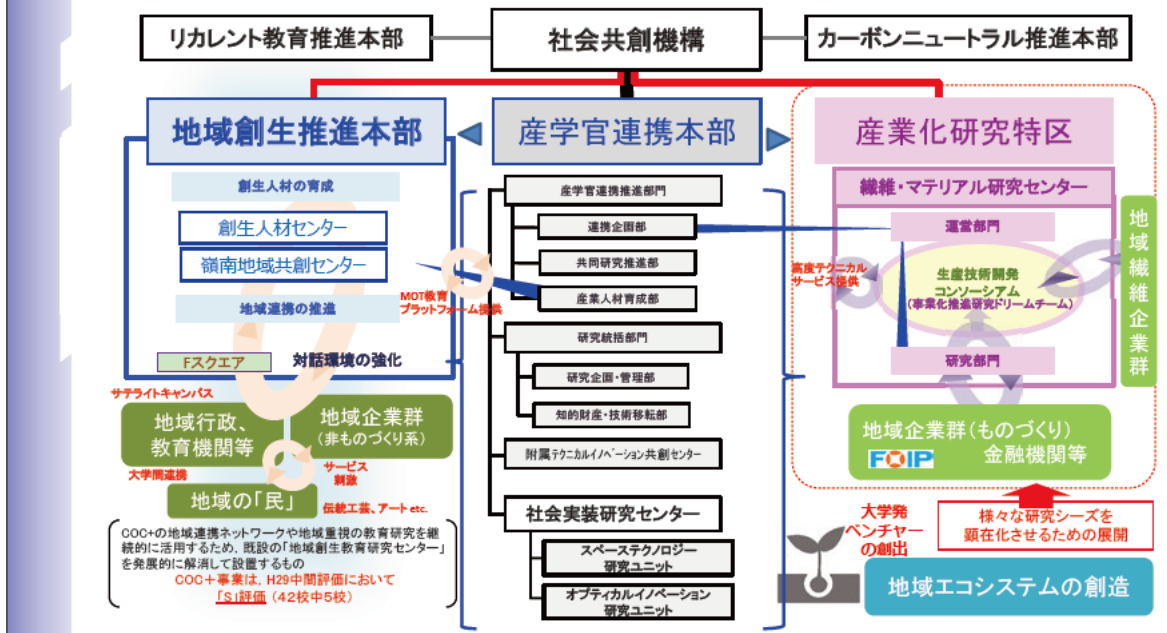 リカレント教育推進本部
社会共創機構
カーボンニュートラル推進本部
地域創生推進本部
創生人材の育成
創生人材センター
嶺南地域共創センター
地域連携の推進
Fスクエア
対話環境の強化
サテライトキャンパス
地域行政、
教育機関等
地域企業群
(非ものづくり系)
大学間連携
サービス
刺激
地域の「民」
伝統工芸、アート etc.
COC+の地域連携ネットワークや地域重視の教育研究を継
続的に活用するため、既設の「地域創生教育研究センター」
を発展的に解消して設置するもの
COC+事業は、H29中間評価において
「S」評価 (42校中5校)
MOT教育
プラットフォーム提供
産学官連携本部
産学官連携推進部門
連携企画部
共同研究推進部
産業人材育成部
研究統括部門
研究企画・管理部
知的財産・技術移転部
附属テクニカルイノベーション共創センター
社会実装研究センター
スペーステクノロジー
研究ユニット
オプティカルイノベーション
研究ユニット
産業化研究特区
繊維・マテリアル研究センター
運営部門
高度テクニカル
サービス提供
生産技術開発
コンソーシアム
(事業化推進研究ドリームチーム)
研究部門
地域繊維企業群
地域企業群(ものづくり)
FOIP
金融機関等
大学発
ベンチャー
の創出
様々な研究シーズを
顕在化させるための展開
地域エコシステムの創造